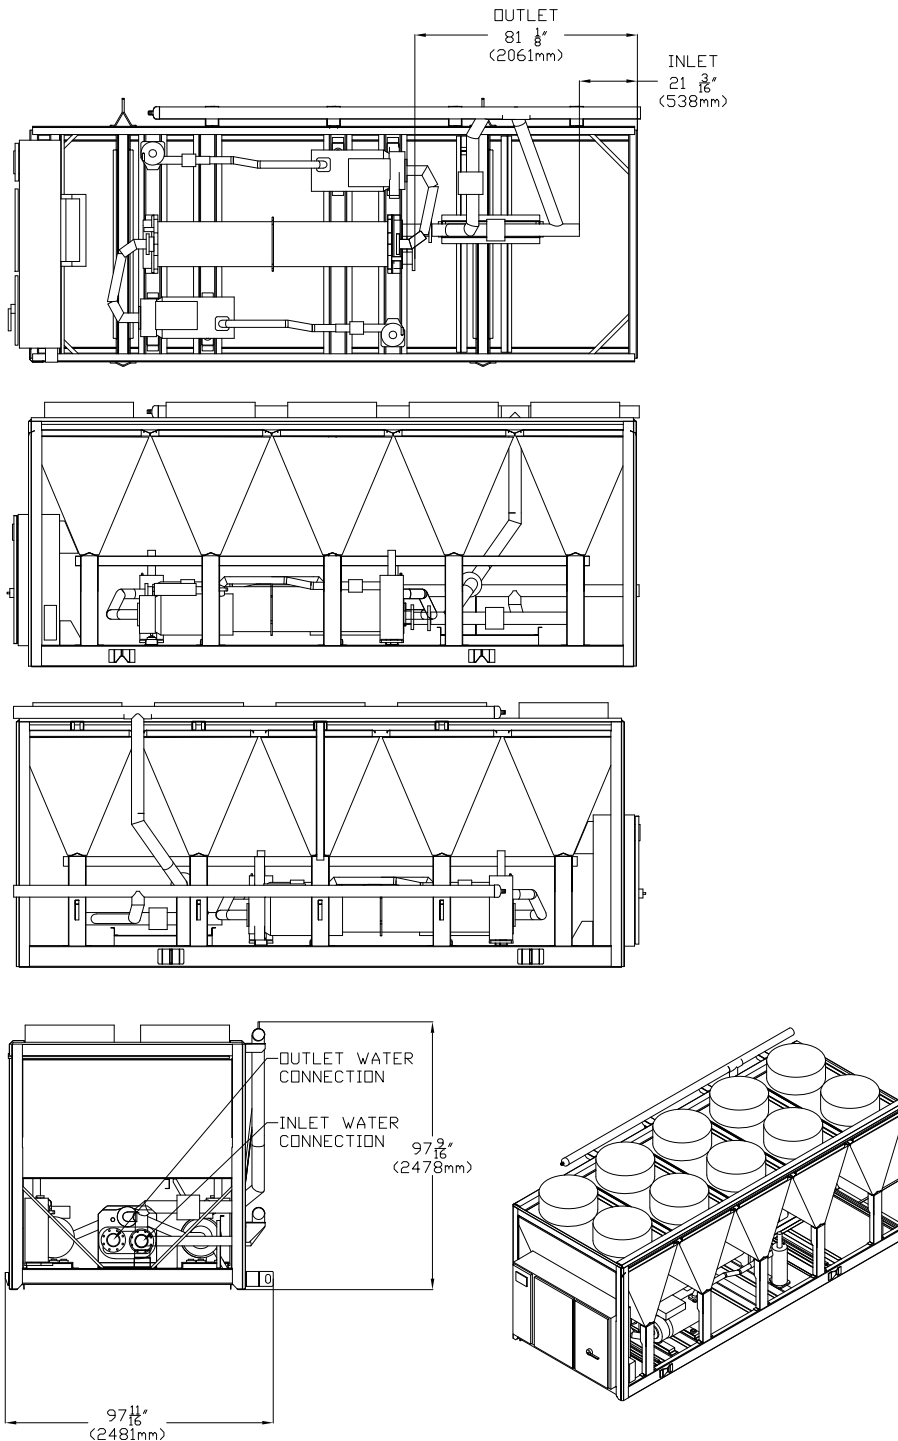 OUTLET
81 1/8"
(2061mm)
INLET
21 3/16"
(538mm)
OUTLET WATER
CONNECTION
INLET WATER
CONNECTION
97 9/16"
(2478mm)
97 11/16"
(2481mm)